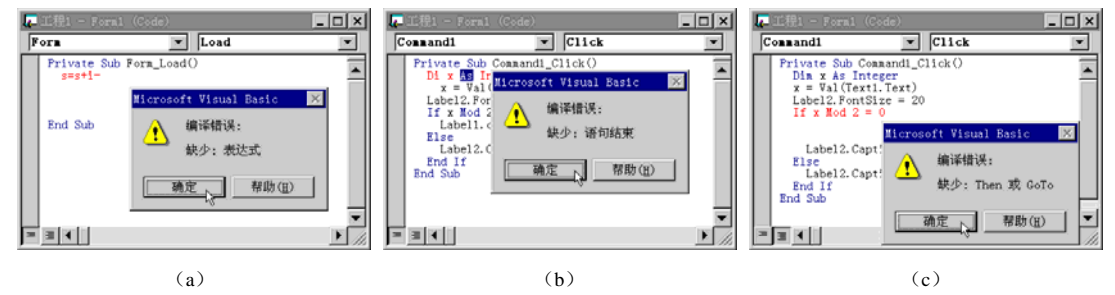 工程1 - Form1 (Code)
Form
Load
Private Sub Form_Load()
s=s+i-
End Sub
Microsoft Visual Basic
编译错误:
缺少: 表达式
确定
帮助(H)
(a)
工程1 - Form1 (Code)
Command1
Click
Private Sub Command1_Click()
Di x As
x = Val(
Label2.
If x Mod 2
Label1.
Else
Label2.
End If
End Sub
Microsoft Visual Basic
编译错误:
缺少: 语句结束
确定
帮助(H)
(b)
工程1 - Form1 (Code)
Command1
Click
Private Sub Command1_Click()
Dim x As Integer
x = Val(Text1.Text)
Label2.FontSize = 20
If x Mod 2 = 0
Label2.Capt
Else
Label2.Capt
End If
End Sub
Microsoft Visual Basic
编译错误:
缺少: Then 或 GoTo
确定
帮助(H)
(c)